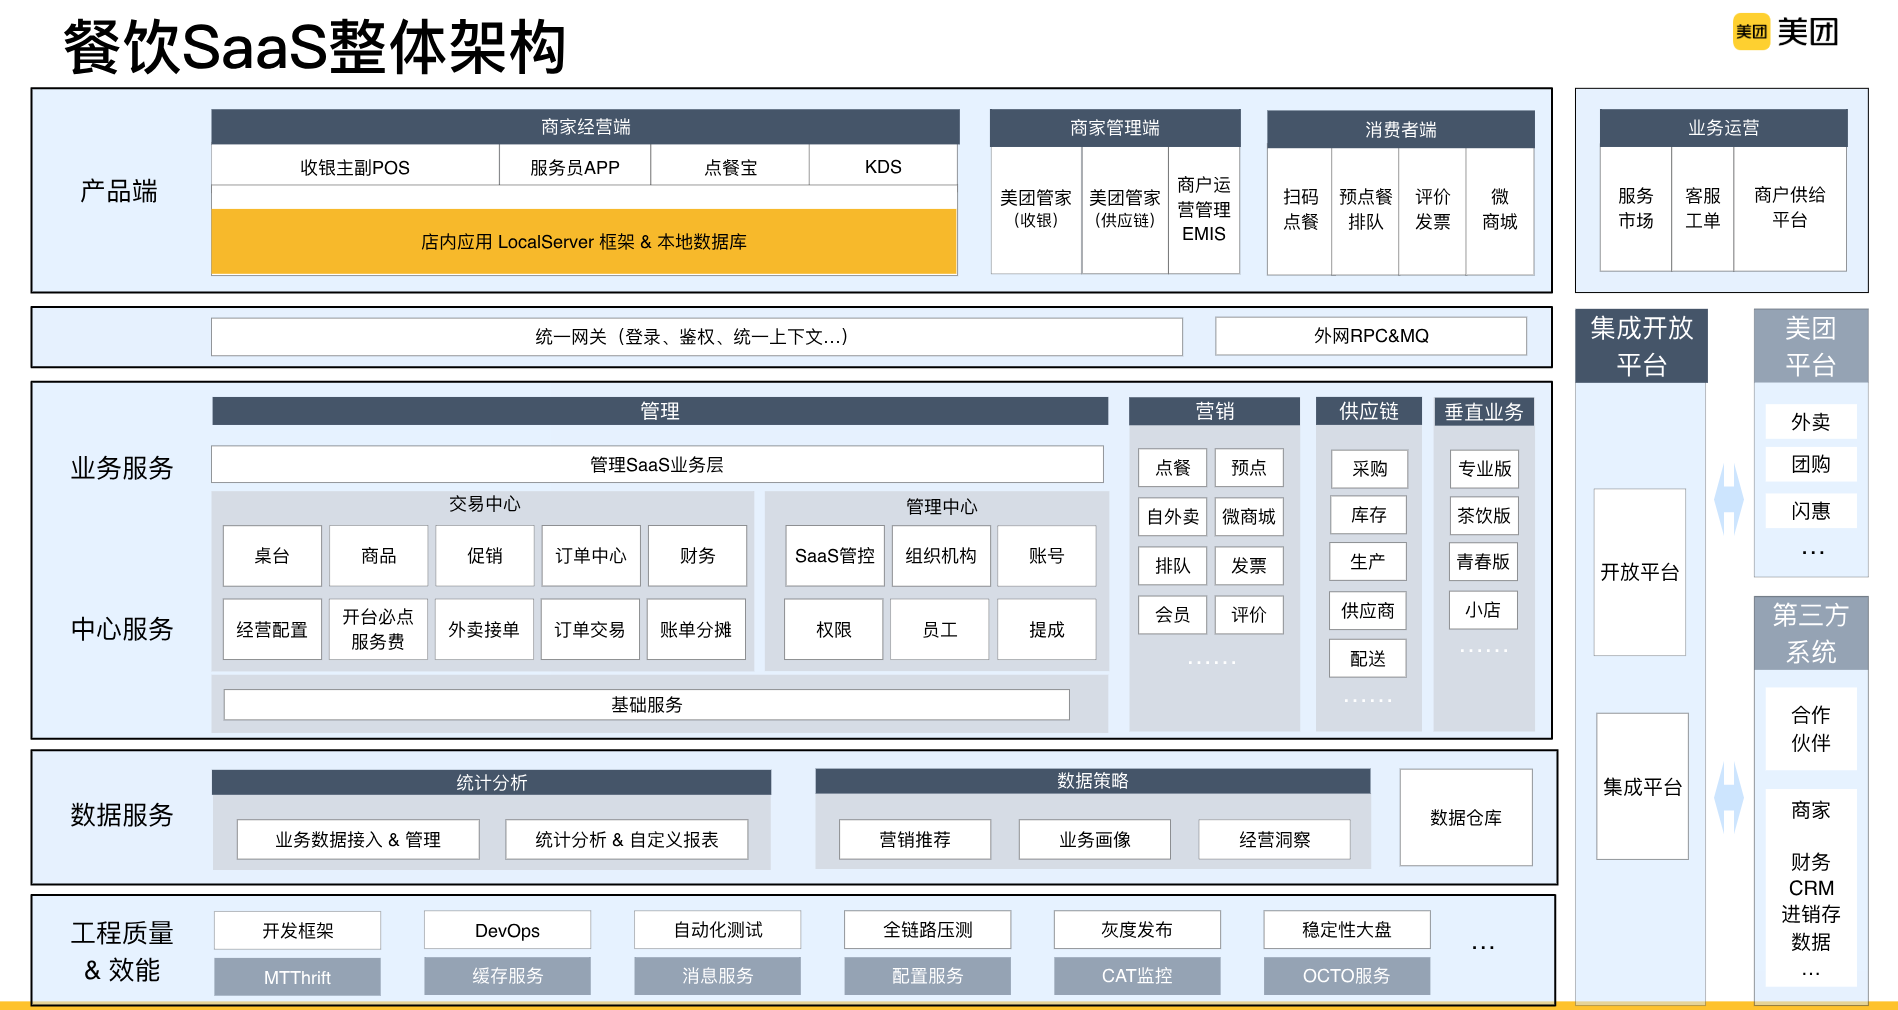 餐饮SaaS整体架构
美团 美团
产品端
商家经营端
收银主副POS
服务员APP
点餐宝
KDS
店内应用 LocalServer 框架 & 本地数据库
商家管理端
美团管家
(收银)
美团管家
(供应链)
商户运
营管理
EMIS
消费者端
扫码
点餐
预点餐
排队
评价
发票
微
商城
业务运营
服务
市场
客服
工单
商户供给
平台
统一网关（登录、鉴权、统一上下文...）
外网RPC&MQ
业务服务
中心服务
管理
管理SaaS业务层
交易中心
桌台
商品
促销
订单中心
财务
经营配置
开台必点
服务费
外卖接单
订单交易
账单分摊
管理中心
SaaS管控
组织机构
账号
权限
员工
提成
基础服务
营销
点餐
预点
自外卖
微商城
排队
发票
会员
评价
······
供应链
采购
库存
生产
供应商
配送
······
垂直业务
专业版
茶饮版
青春版
小店
······
数据服务
统计分析
业务数据接入 & 管理
统计分析 & 自定义报表
数据策略
营销推荐
业务画像
经营洞察
数据仓库
工程质量
& 效能
开发框架
DevOps
自动化测试
全链路压测
灰度发布
稳定性大盘
...
MTThrift
缓存服务
消息服务
配置服务
CAT监控
OCTO服务
集成开放
平台
开放平台
集成平台
美团
平台
外卖
团购
闪惠
...
第三方
系统
合作
伙伴
商家
财务
CRM
进销存
数据
...